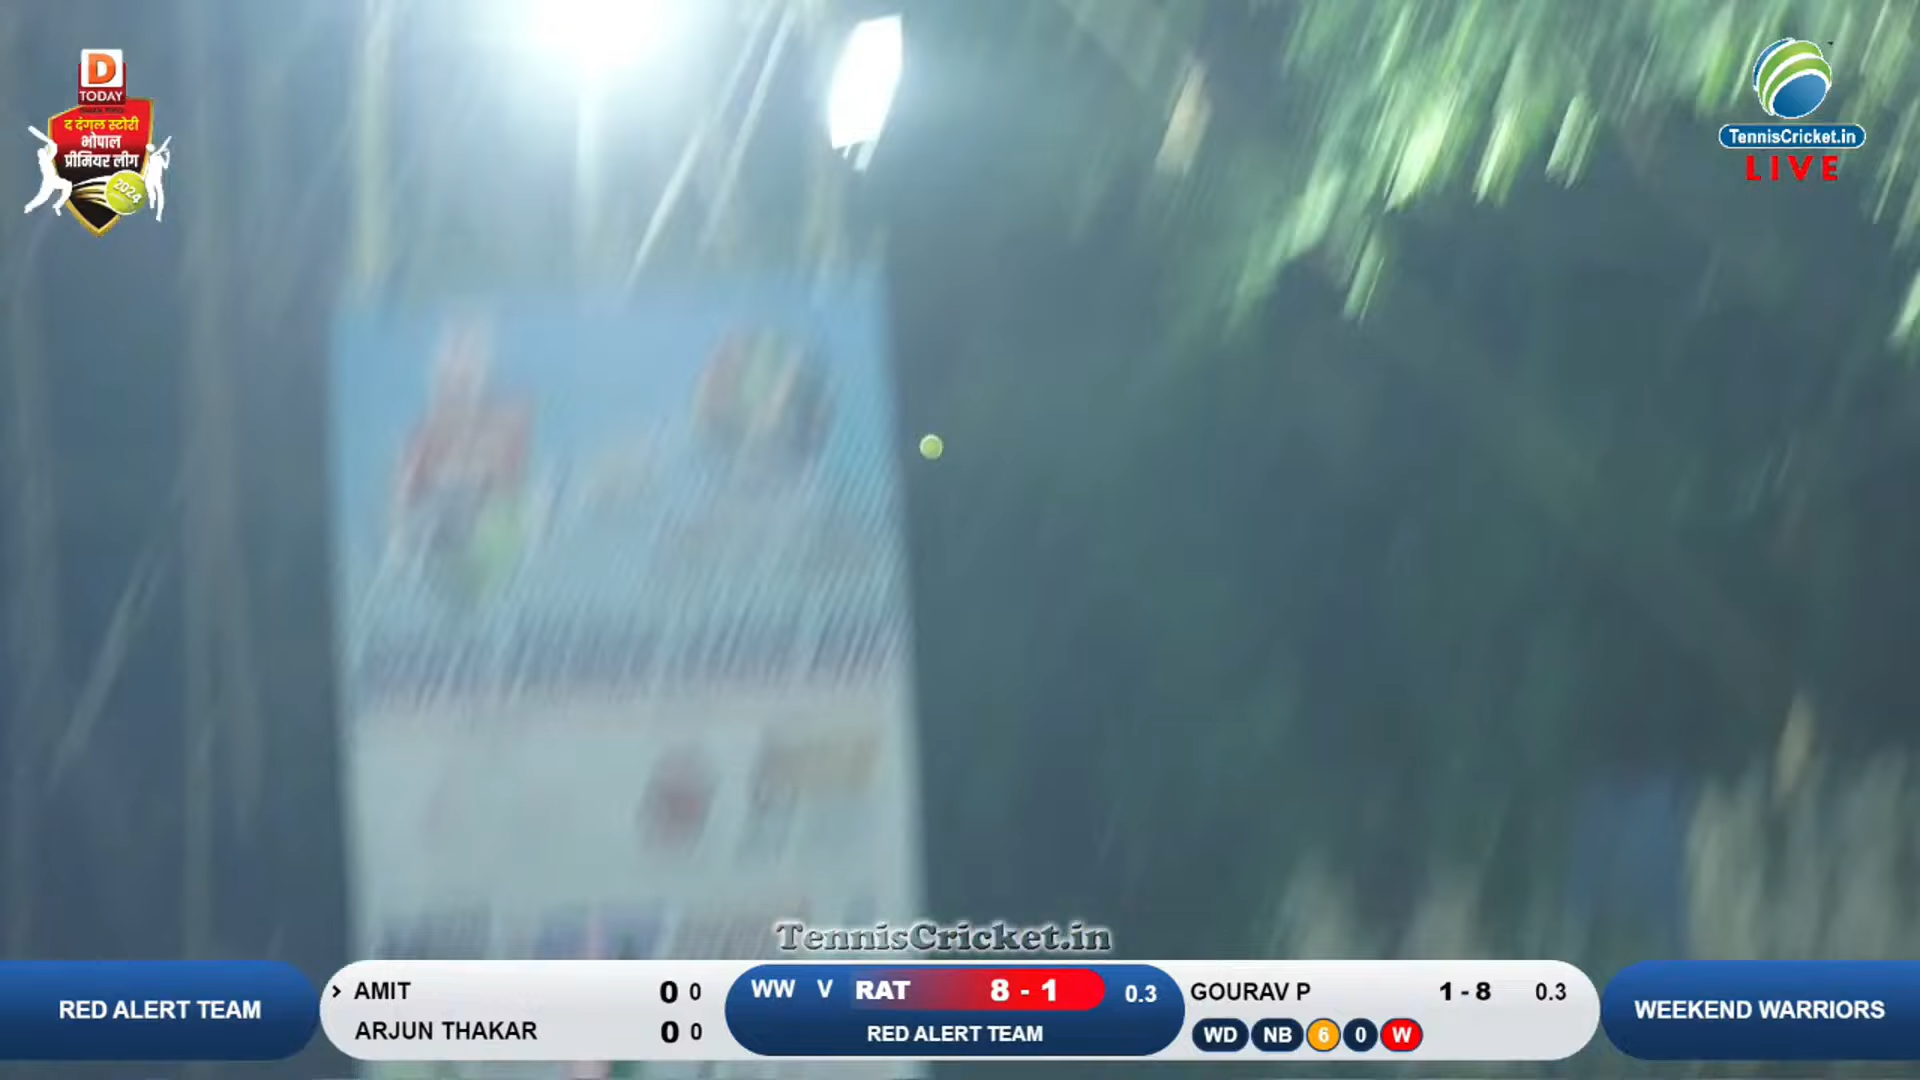 D
TODAY
द दंगल स्टोरी
भोपाल
प्रीमियर लीग
2024
TennisCricket.in
LIVE
TennisCricket.in
RED ALERT TEAM
› AMIT 0 0
ARJUN THAKAR 0 0
WW V RAT 8 - 1 0.3
RED ALERT TEAM
GOURAV P 1 - 8 0.3
WD NB 6 0 W
WEEKEND WARRIORS